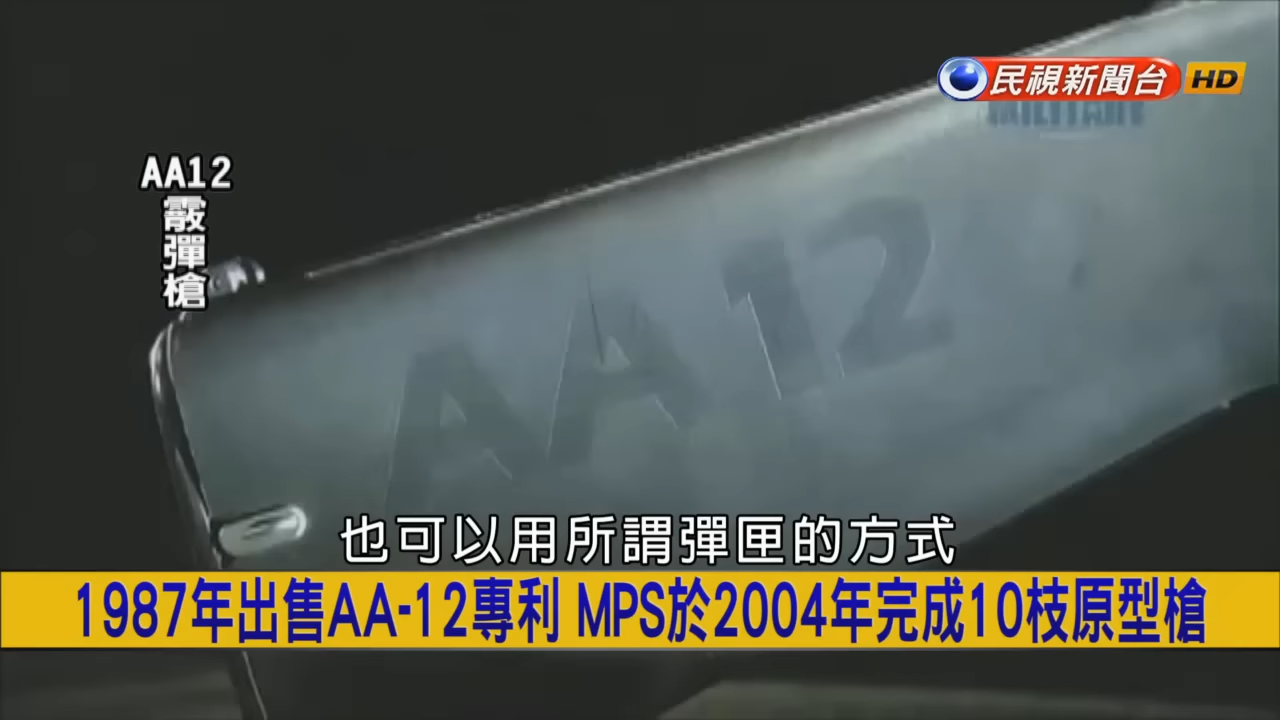 民視新聞台 HD
MILITARY
AA12
霰彈槍
AA12
也可以用所謂彈匣的方式
1987年出售AA-12專利 MPS於2004年完成10枝原型槍